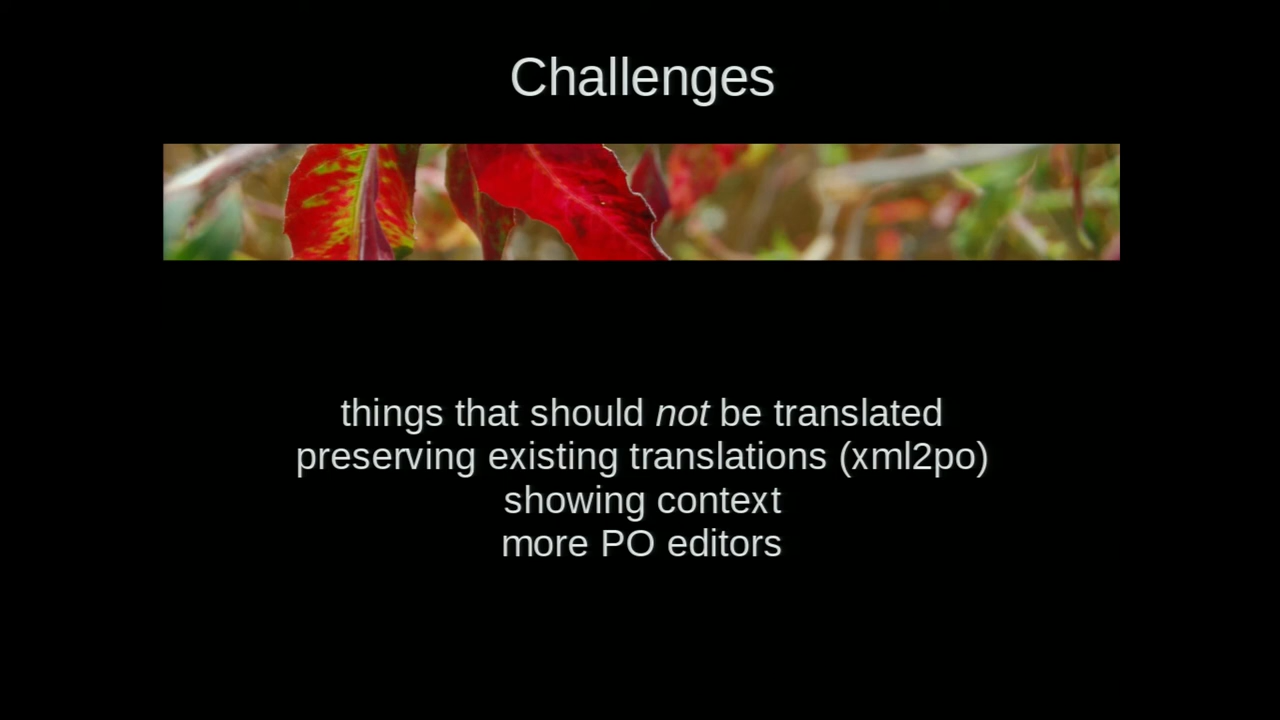 Challenges
things that should not be translated
preserving existing translations (xml2po)
showing context
more PO editors